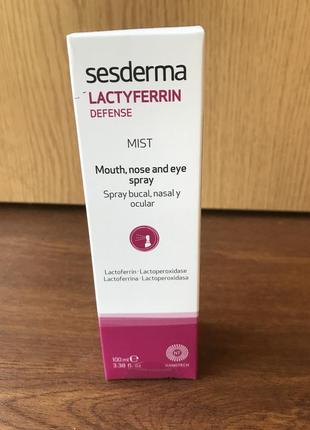 sesderma
LACTYFERRIN
DEFENSE
MIST
Mouth, nose and eye
spray
Spray bucal, nasal y
ocular
Lactoferrin · Lactoperoxidase
Lactoferrina · Lactoperoxidasa
100 ml ℮
3.38 fl. oz
NT
NANOTECH